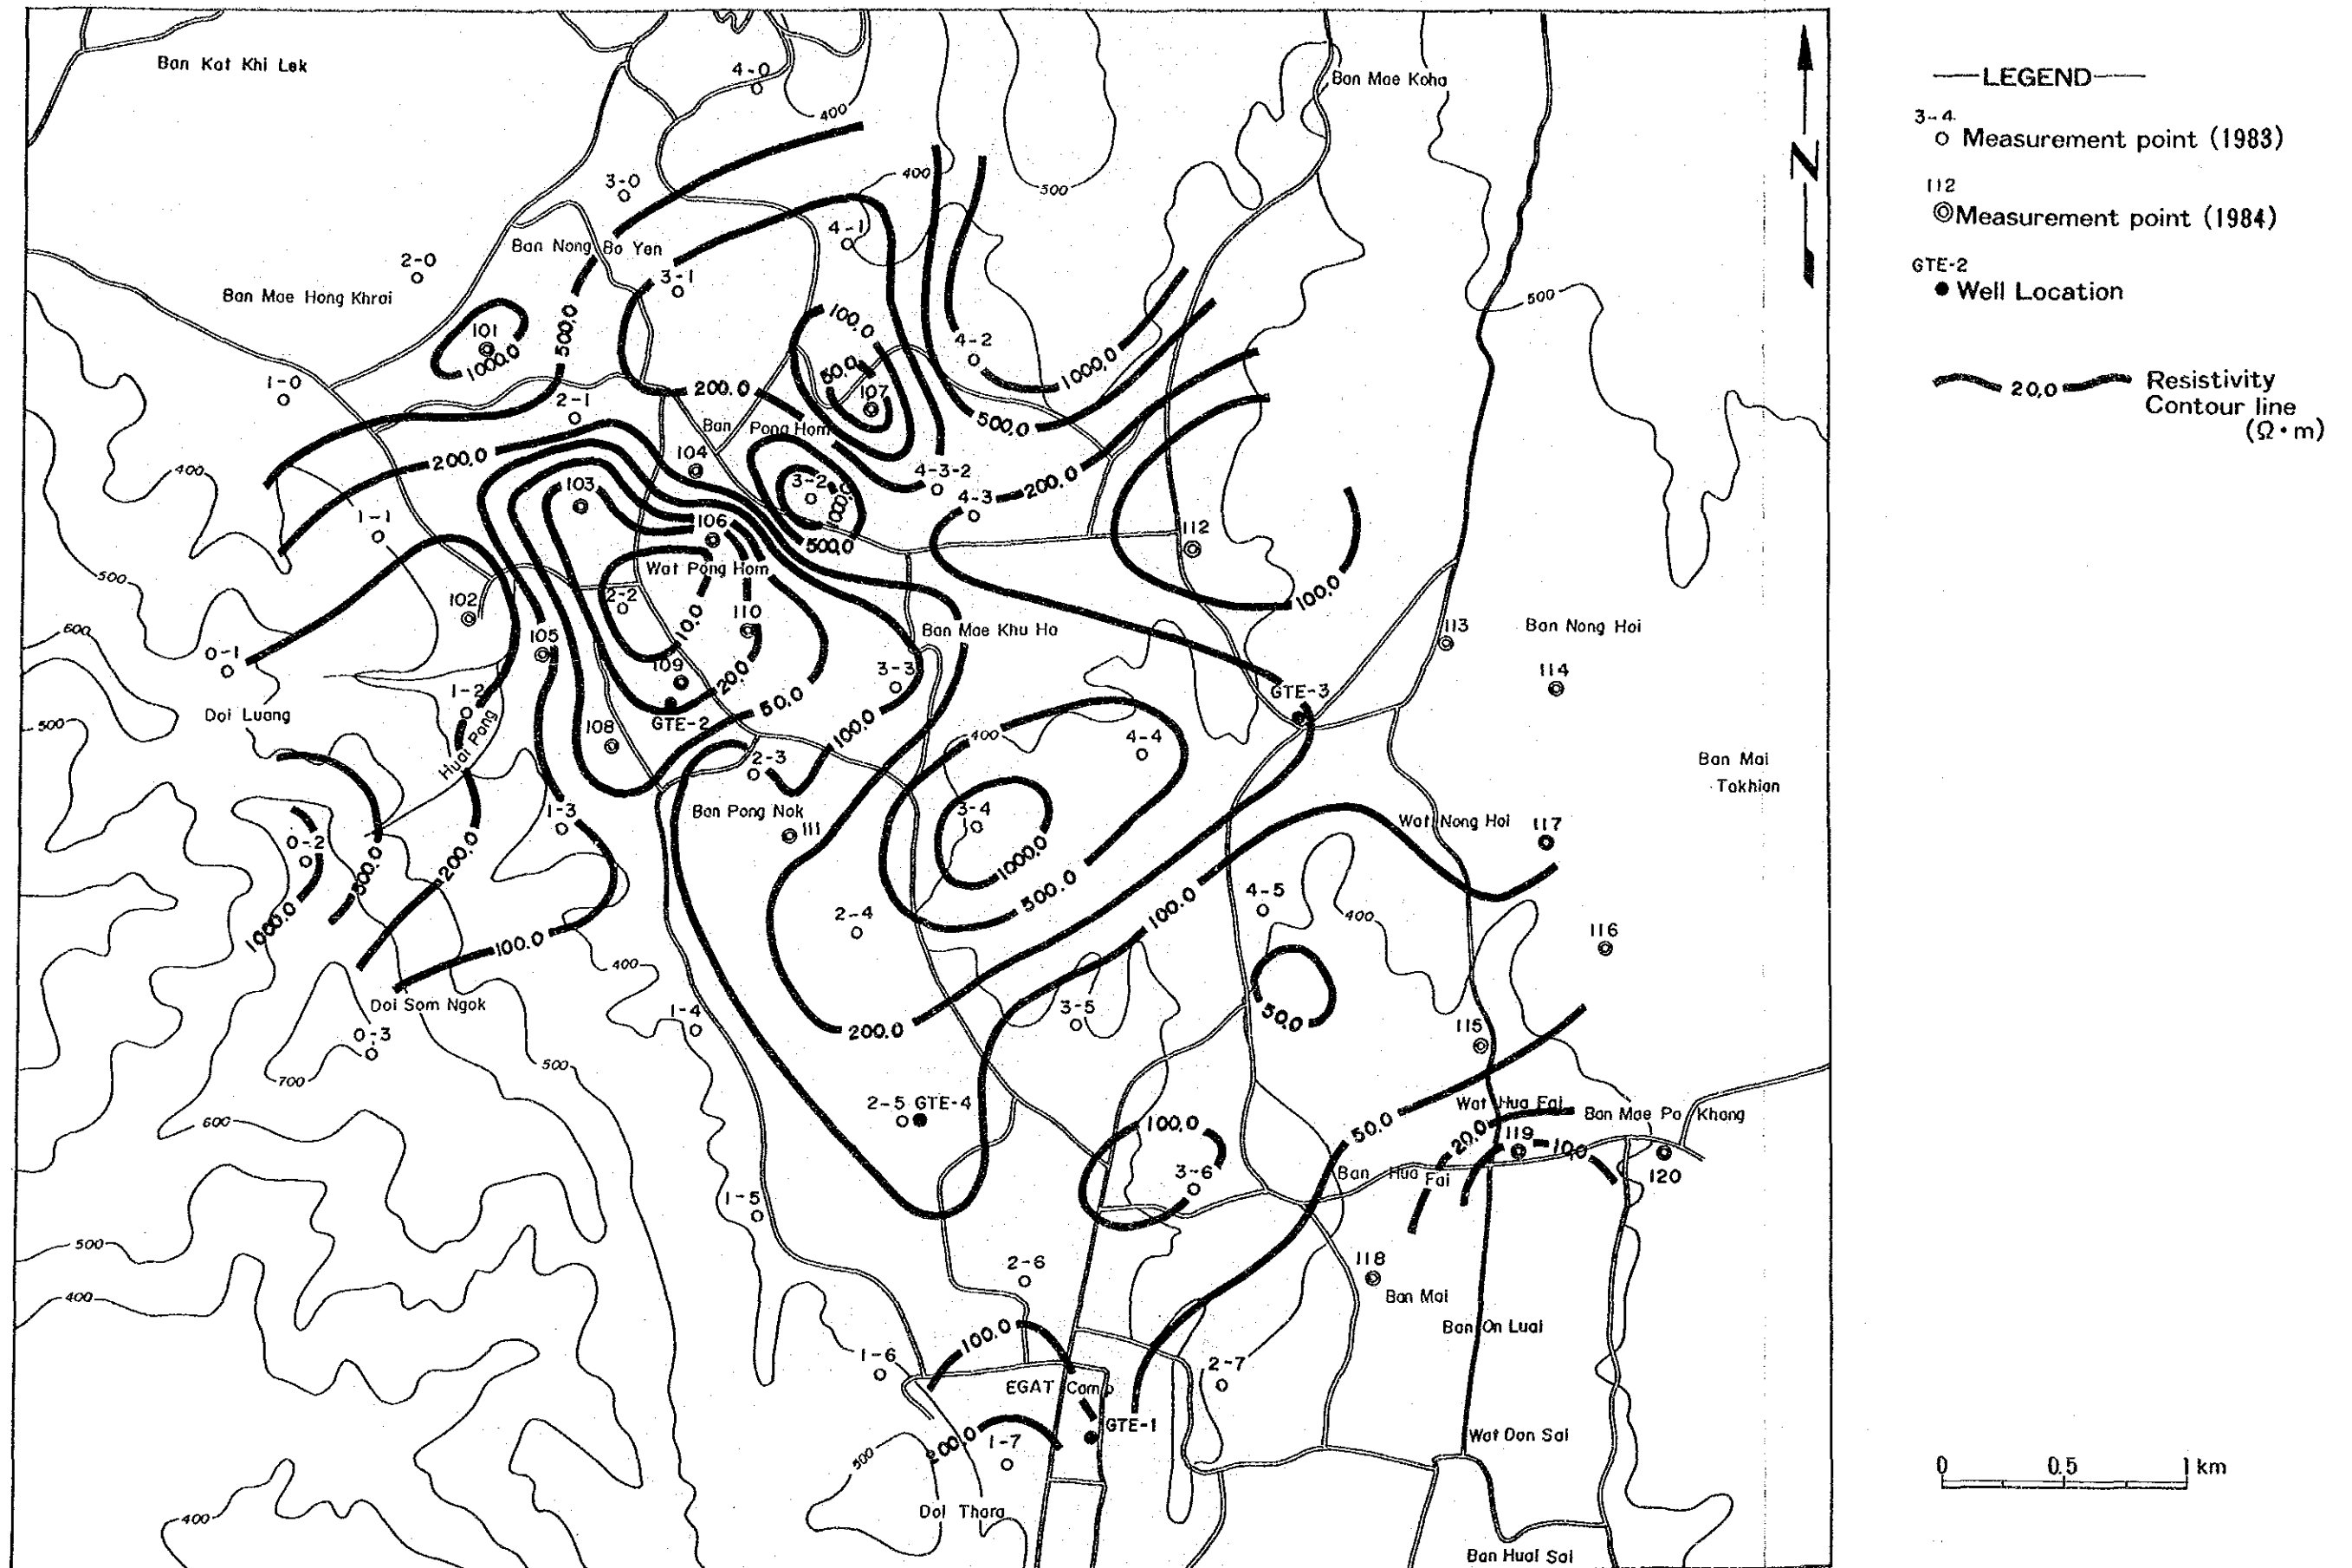 Ban Kat Khi Lek
4-0
400
Ban Mae Koha
3-0
400
500
4-1
Ban Nong Bo Yen
2-0
3-1
Ban Mae Hong Khrai
500
101
1000.0
500.0
100.0
4-2
1-0
50.0
1000.0
200.0
107
2-1
500.0
Ban Pong Hom
200.0
104
4-3-2
400
103
3-2
100.0
4-3
200.0
1-1
106
112
500.0
500
Wat Pong Hom
102
2-2
110
100.0
600
10.0
Ban Mae Khu Ha
113
Ban Nong Hoi
105
0-1
109
3-3
114
1-2
20.0
GTE-3
50.0
Doi Luang
GTE-2
500
108
100.0
400
4-4
Huai Pong
2-3
Ban Mai
Takhian
1-3
Ban Pong Nok
3-4
Wat Nong Hoi
117
111
0-2
200.0
1000.0
500.0
500.0
4-5
100.0
2-4
400
1000.0
100.0
116
400
Doi Som Ngok
1-4
3-5
50.0
0-3
200.0
115
500
700
2-5
GTE-4
Wat Hua Fai
Ban Mae Pa Khang
600
100.0
50.0
20.0
119
10.0
3-6
Ban Hua Fai
120
1-5
500
2-6
118
400
Ban Mai
Ban On Luai
100.0
1-6
2-7
EGAT Camp
GTE-1
200.0
1-7
Wat Don Sai
500
400
Doi Thara
Ban Huai Sai
N
LEGEND
3-4
Measurement point (1983)
112
Measurement point (1984)
GTE-2
Well Location
20.0
Resistivity
Contour line
(Ω•m)
0 0.5 1 km